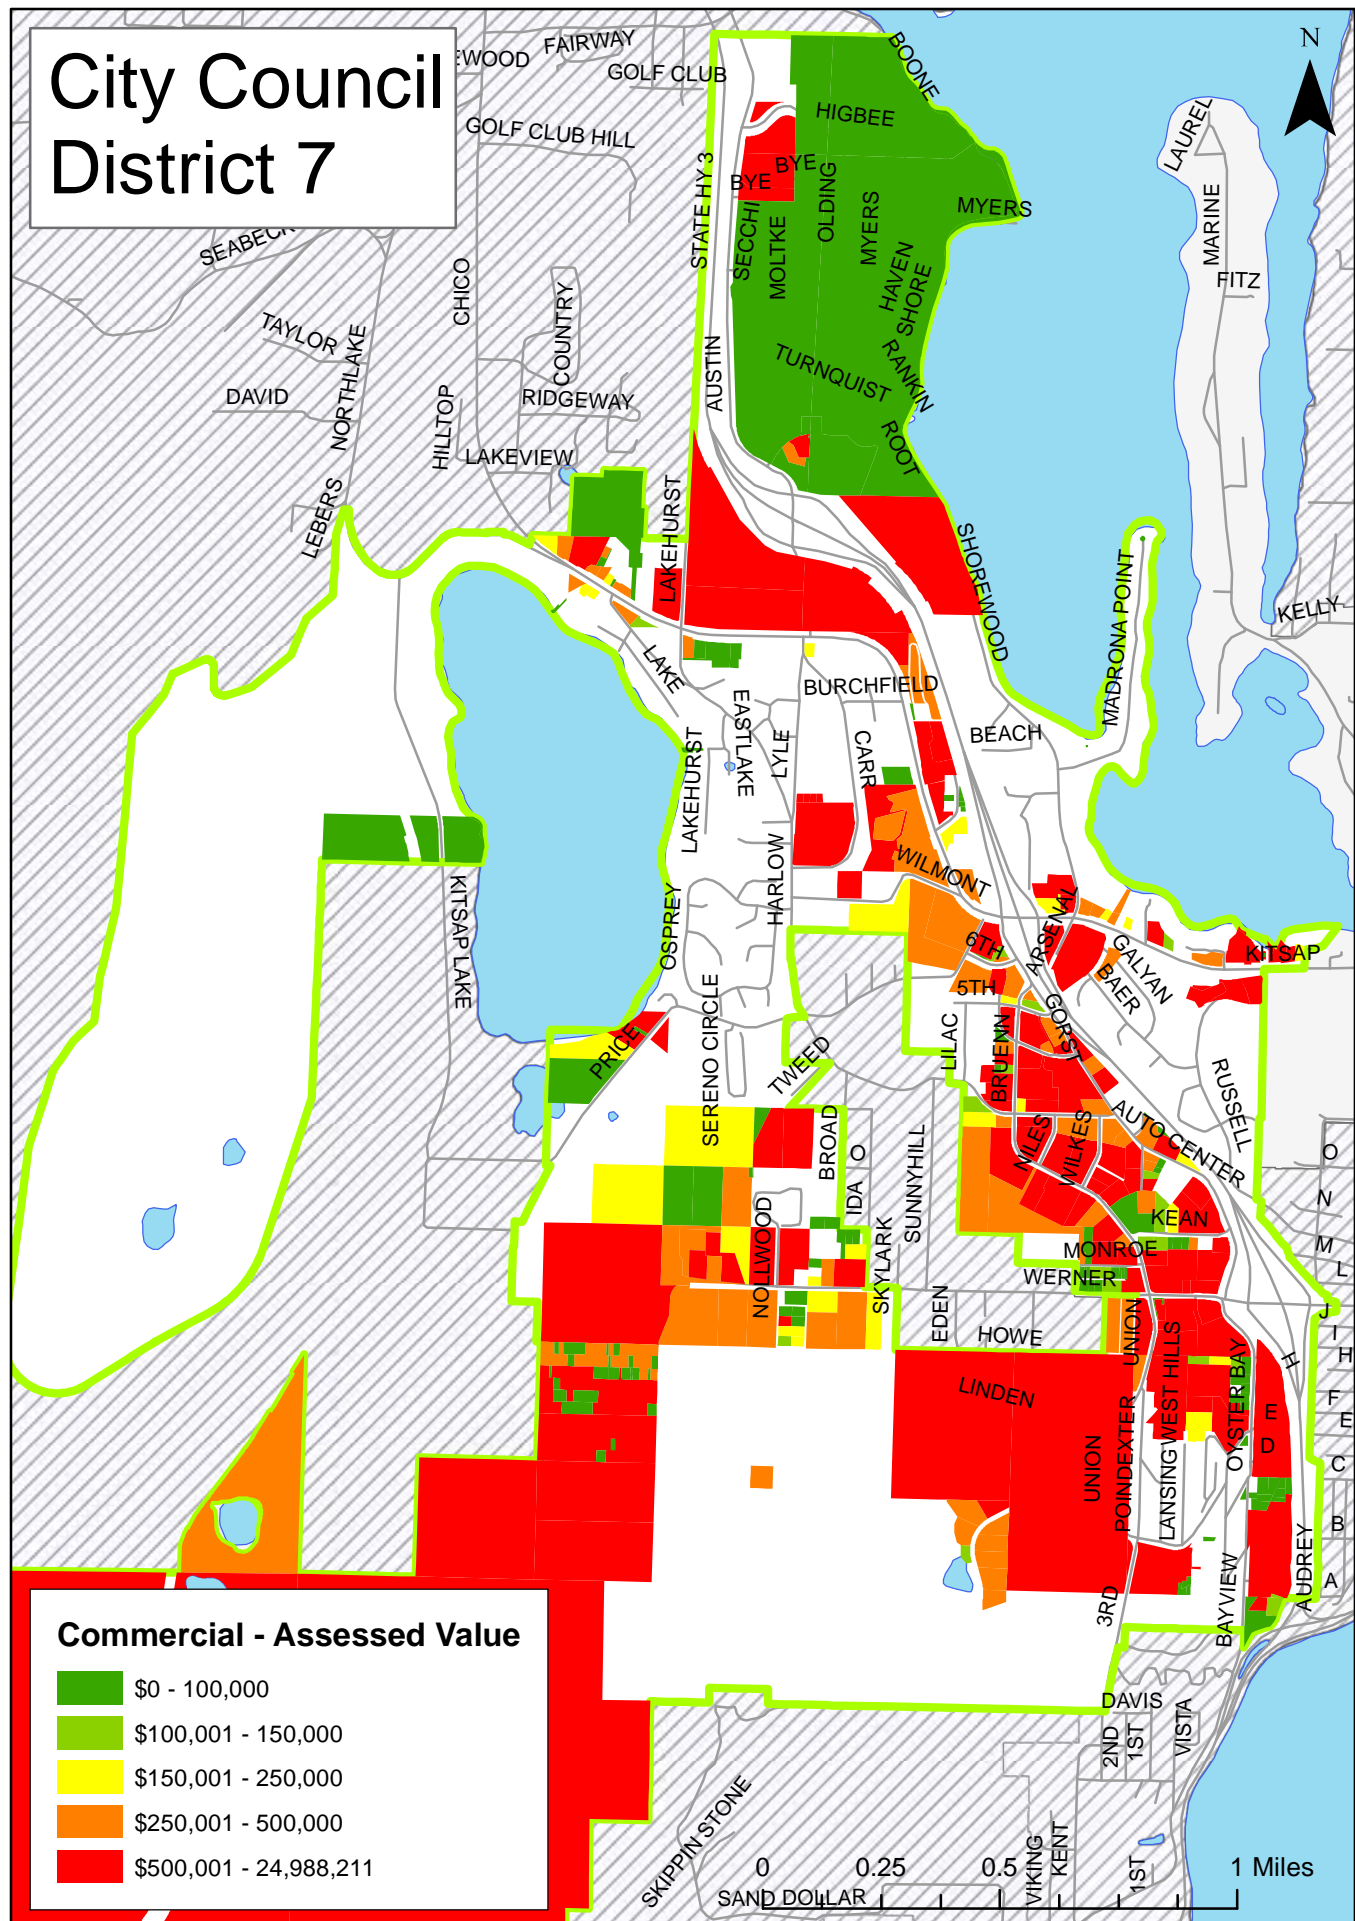 City Council
District 7
EWOOD
FAIRWAY
GOLF CLUB
GOLF CLUB HILL
BOONE
N
HIGBEE
LAUREL
STATE HY 3
BYE
BYE
OLDING
SECCHI
MOLTKE
MYERS
MYERS
HAVEN
SHORE
MARINE
FITZ
SEABECK
CHICO
TAYLOR
NORTHLAKE
COUNTRY
DAVID
HILLTOP
RIDGEWAY
AUSTIN
TURNQUIST
RANKIN
ROOT
LAKEVIEW
LEBERS
LAKEHURST
SHOREWOOD
MADRONA POINT
KELLY
LAKE
BURCHFIELD
EASTLAKE
LYLE
LAKEHURST
CARR
BEACH
HARLOW
WILMONT
KITSAP LAKE
OSPREY
6TH
ARSENAL
GALYAN
BAER
KITSAP
5TH
SERENO CIRCLE
PRICE
TWEED
LILAC
BRUENN
GORST
RUSSELL
AUTO CENTER
BROAD
O
IDA
SUNNYHILL
NILES
WILKES
O
N
M
L
J
I
H
F
E
C
B
A
KEAN
MONROE
WERNER
NOLLWOOD
SKYLARK
EDEN
HOWE
UNION
WEST HILLS
LANSING
OYSTER BAY
H
LINDEN
E
D
UNION
POINDEXTER
3RD
BAYVIEW
AUDREY
DAVIS
2ND
1ST
VISTA
SKIPPIN STONE
VIKING
KENT
1ST
SAND DOLLAR
Commercial - Assessed Value
$0 - 100,000
$100,001 - 150,000
$150,001 - 250,000
$250,001 - 500,000
$500,001 - 24,988,211
0 0.25 0.5 1 Miles